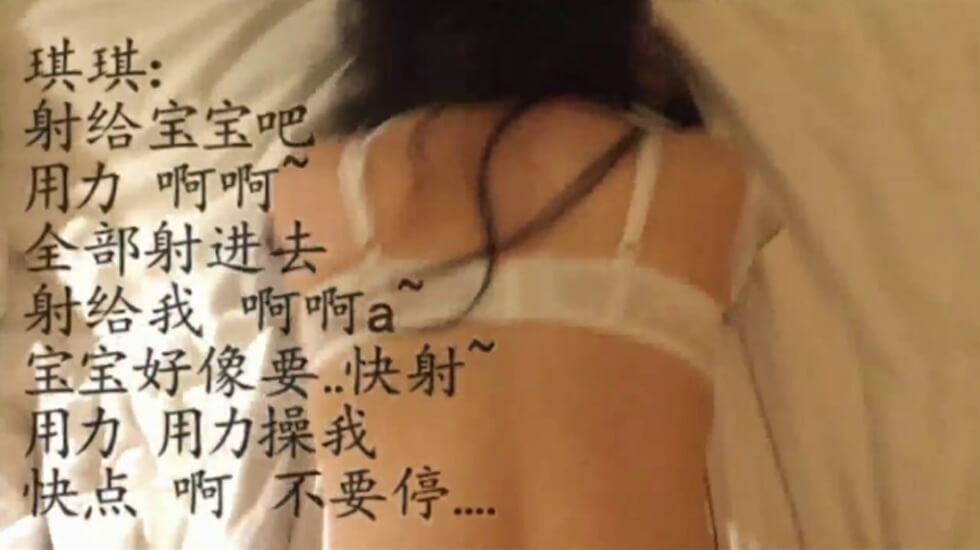 琪琪:
射给宝宝吧
用力 啊啊~
全部射进去
射给我 啊啊a~
宝宝好像要..快射~
用力 用力操我
快点 啊 不要停....